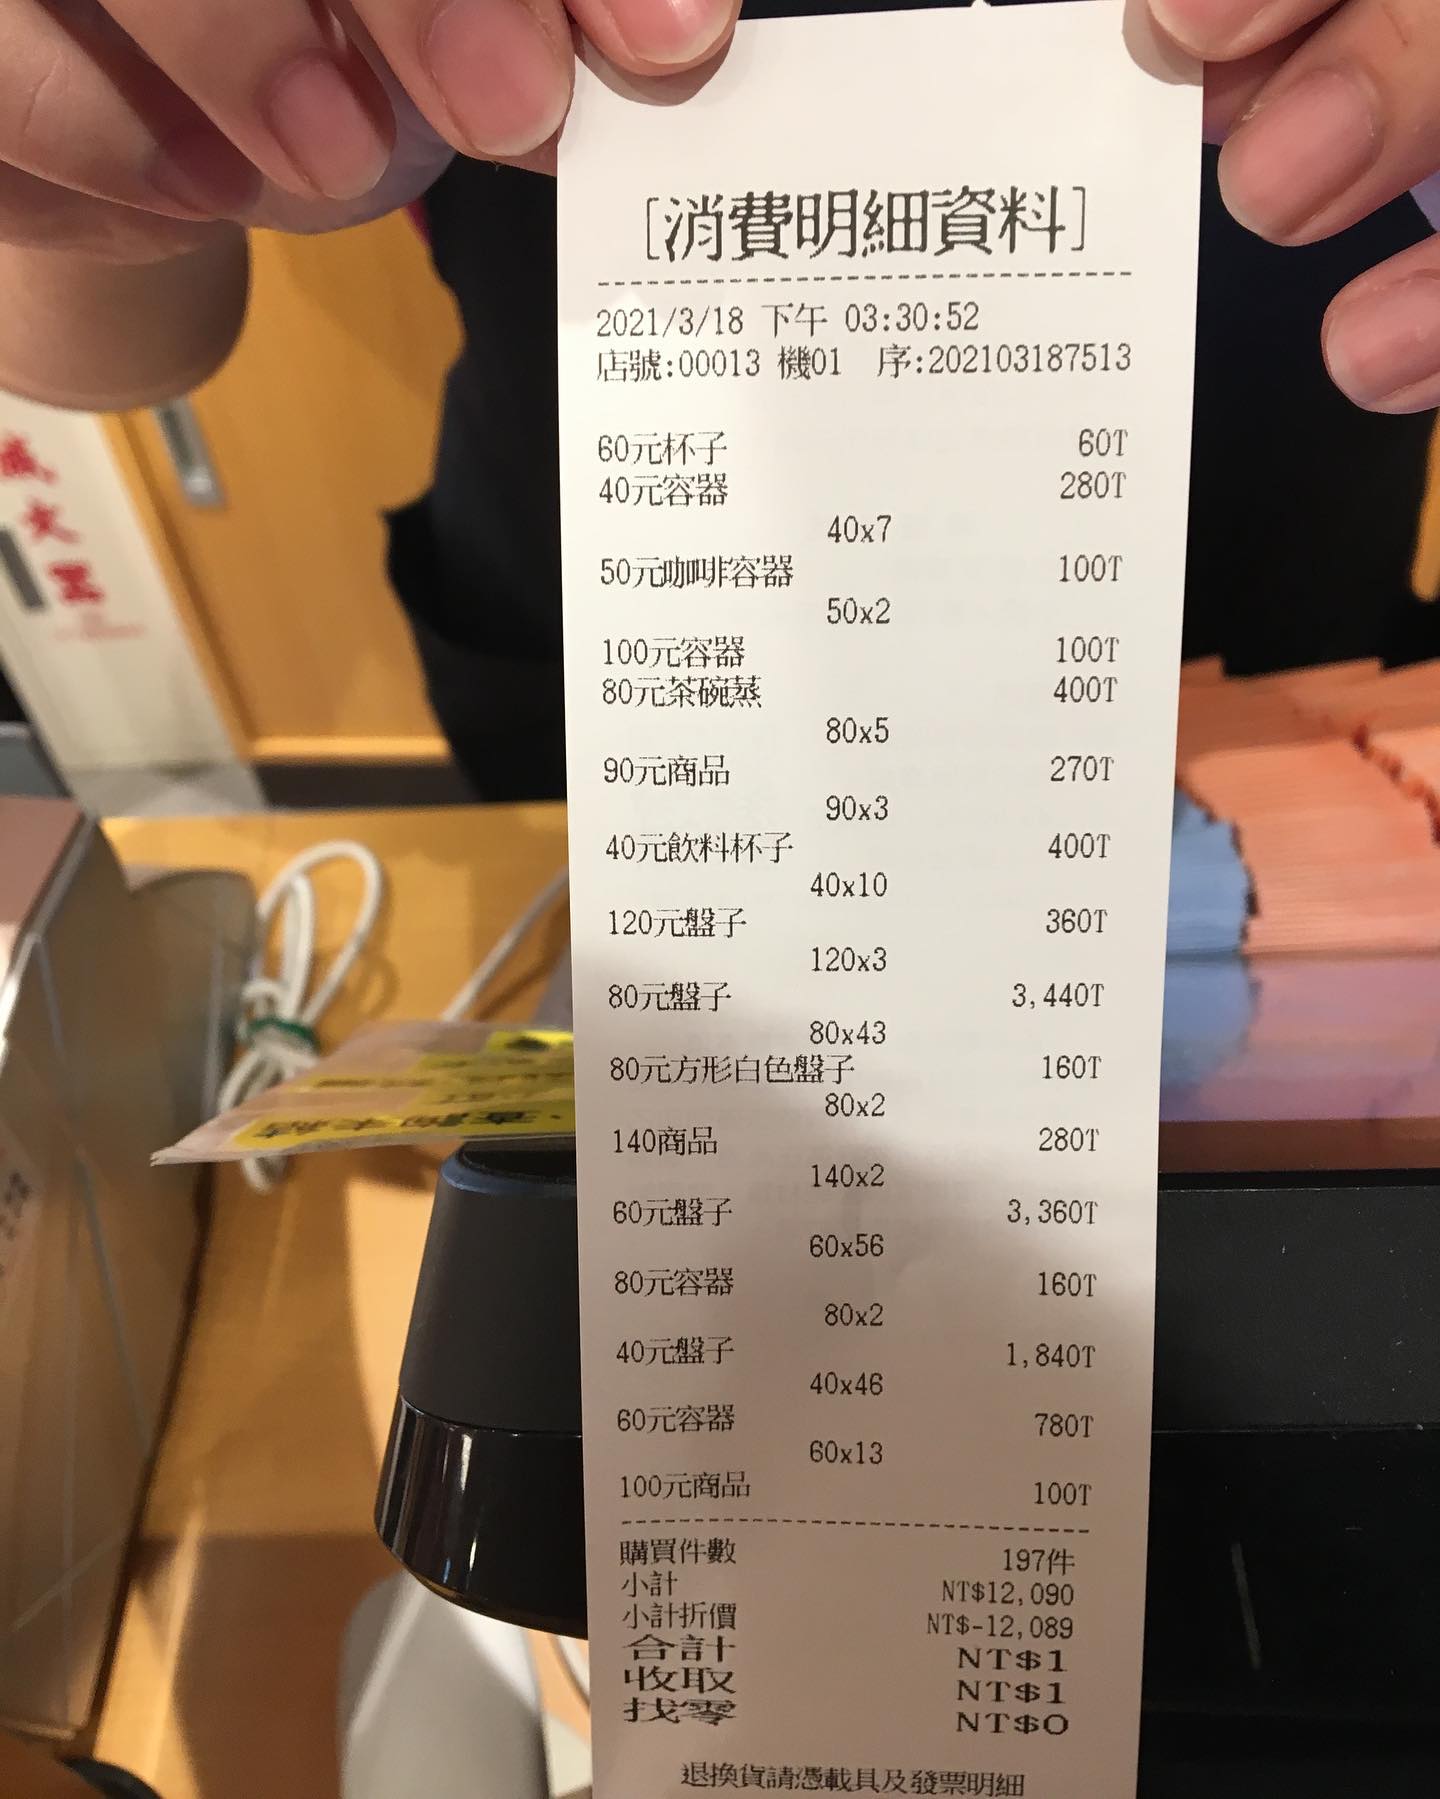 [消費明細資料]
2021/3/18 下午 03:30:52
店號:00013 機01 序:202103187513
60元杯子 60T
40元容器 280T
40x7
50元咖啡容器 100T
50x2
100元容器 100T
80元茶碗蒸 400T
80x5
90元商品 270T
90x3
40元飲料杯子 400T
40x10
120元盤子 360T
120x3
80元盤子 3,440T
80x43
80元方形白色盤子 160T
80x2
140商品 280T
140x2
60元盤子 3,360T
60x56
80元容器 160T
80x2
40元盤子 1,840T
40x46
60元容器 780T
60x13
100元商品 100T
購買件數 197件
小計 NT$12,090
小計折價 NT$-12,089
合計 NT$1
收取 NT$1
找零 NT$0
退換貨請憑載具及發票明細
滅火器